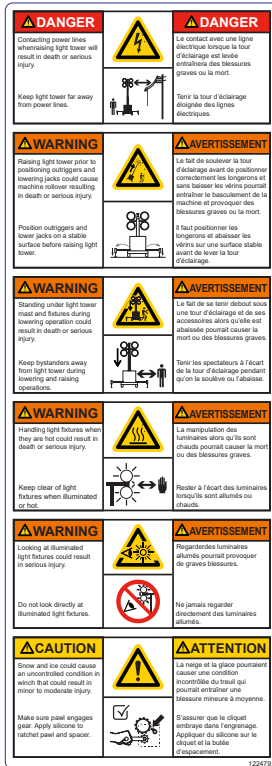 DANGER
Contacting power lines
whenraising light tower will
result in death or serious
injury.
Keep light tower far away
from power lines.
DANGER
Le contact avec une ligne
électrique lorsque la tour
d'éclairage est levée
entraînera des blessures
graves ou la mort.
Tenir la tour d'éclairage
éloignée des lignes
électriques.
WARNING
Raising light tower prior to
positioning outriggers and
lowering jacks could cause
machine rollover resulting
in death or serious injury.
Position outriggers and
lower jacks on a stable
surface before raising light
tower.
AVERTISSEMENT
Le fait de soulever la tour
d'éclairage avant de positionner
correctement les longerons et
sans baisser les vérins pourrait
entraîner le basculement de la
machine et provoquer des
blessures graves ou la mort.
Il faut positionner les
longerons et abaisser les
vérins sur une surface stable
avant de lever la tour
d'éclairage.
WARNING
Standing under light tower
mast and fixtures during
lowering operation could
result in death or serious
injury.
Keep bystanders away
from light tower during
lowering and raising
operations.
AVERTISSEMENT
Le fait de se tenir debout sous
une tour d'éclairage et de ses
accessoires alors qu'elle est
abaissée pourrait causer la
mort ou des blessures graves.
Tenir les spectateurs à l'écart
de la tour d'éclairage pendant
qu'on la soulève ou l'abaisse.
WARNING
Handling light fixtures when
they are hot could result in
death or serious injury.
Keep clear of light
fixtures when illuminated
or hot.
AVERTISSEMENT
La manipulation des
luminaires alors qu'ils sont
chauds pourrait causer la mort
ou des blessures graves.
Rester à l'écart des luminaires
lorsqu'ils sont allumés ou
chauds.
WARNING
Looking at illuminated
light fixtures could result
in serious injury.
Do not look directly at
illuminated light fixtures.
AVERTISSEMENT
Regarderdes luminaires
allumés pourrait provoquer
de graves blessures.
Ne jamais regarder
directement des luminaires
allumés.
CAUTION
Snow and ice could cause
an uncontrolled condition in
winch that could result in
minor to moderate injury.
Make sure pawl engages
gear. Apply silicone to
ratchet pawl and spacer.
ATTENTION
La neige et la glace pourraient
causer une condition
incontrôlée du treuil qui
pourrait entraîner une
blessure mineure à moyenne.
S'assurer que le cliquet
embraye dans l'engrenage.
Appliquer du silicone sur
le cliquet et la butée
d'espacement.
122479